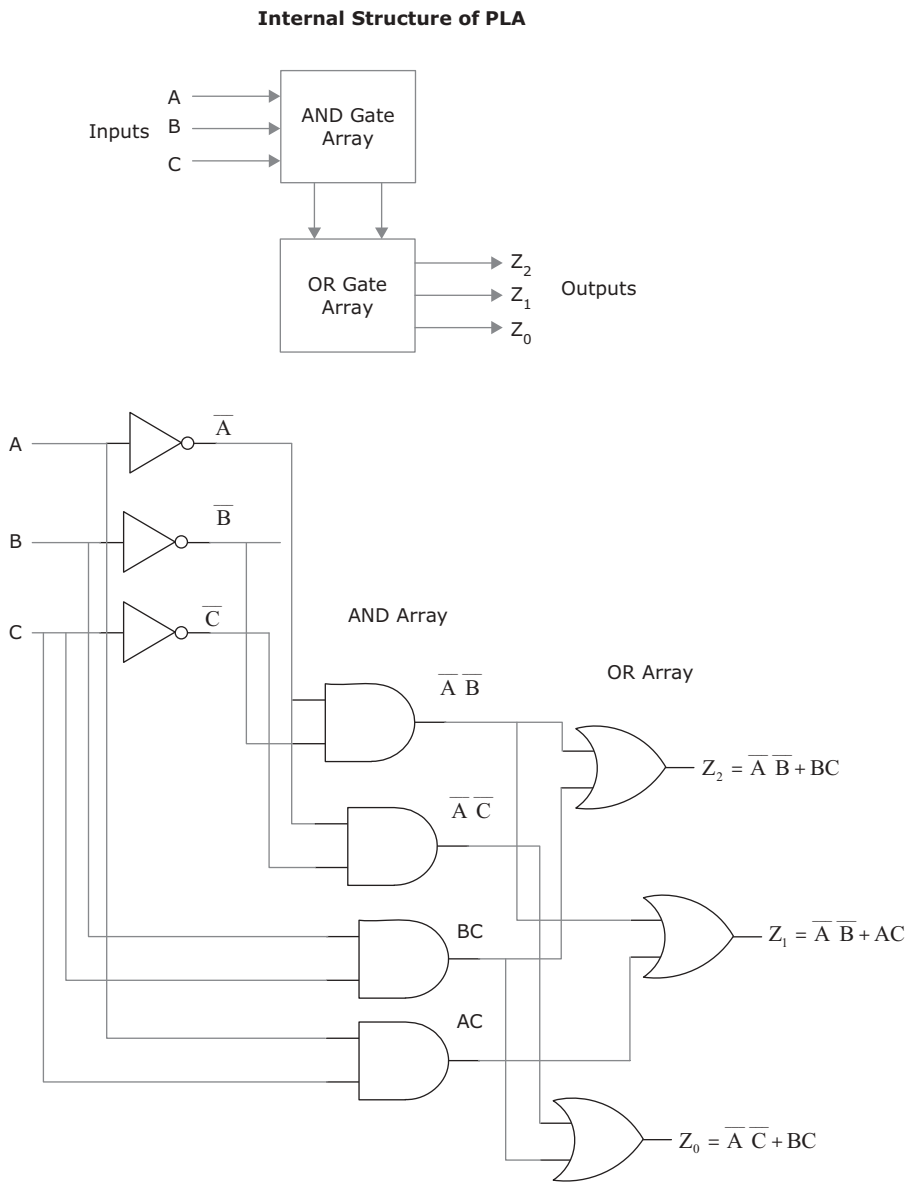 Internal Structure of PLA
Inputs
A
B
C
AND Gate
Array
OR Gate
Array
Z₂
Z₁
Z₀
Outputs
A
A̅
B
B̅
C
C̅
AND Array
OR Array
A̅ B̅
Z₂ = A̅ B̅ + BC
A̅ C̅
BC
Z₁ = A̅ B̅ + AC
AC
Z₀ = A̅ C̅ + BC